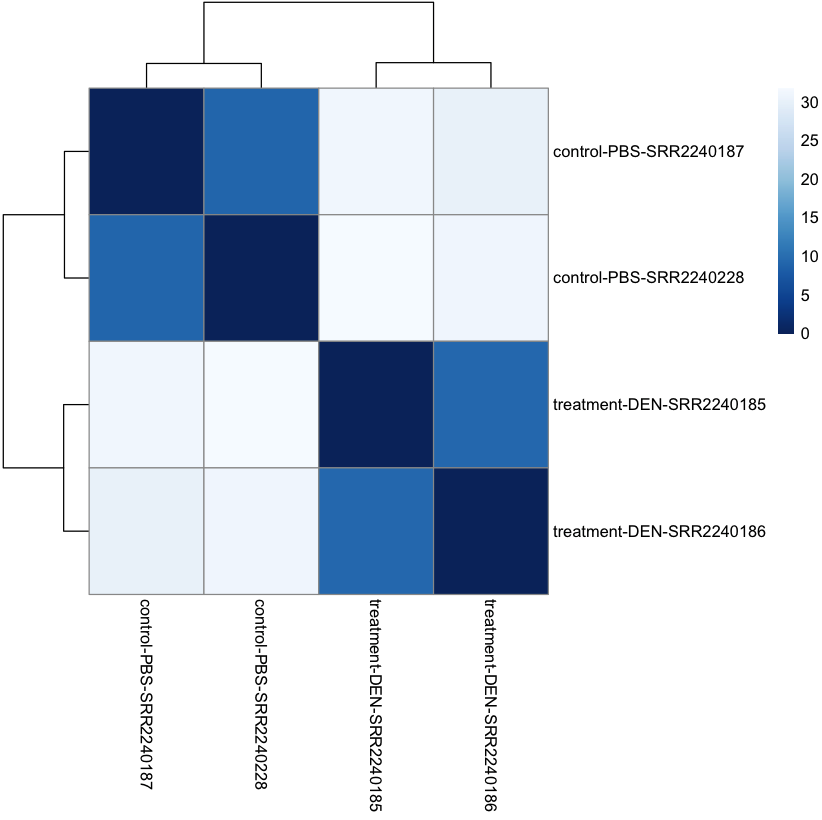 30
25
20
15
10
5
0
control-PBS-SRR2240187
control-PBS-SRR2240228
treatment-DEN-SRR2240185
treatment-DEN-SRR2240186
control-PBS-SRR2240187
control-PBS-SRR2240228
treatment-DEN-SRR2240185
treatment-DEN-SRR2240186